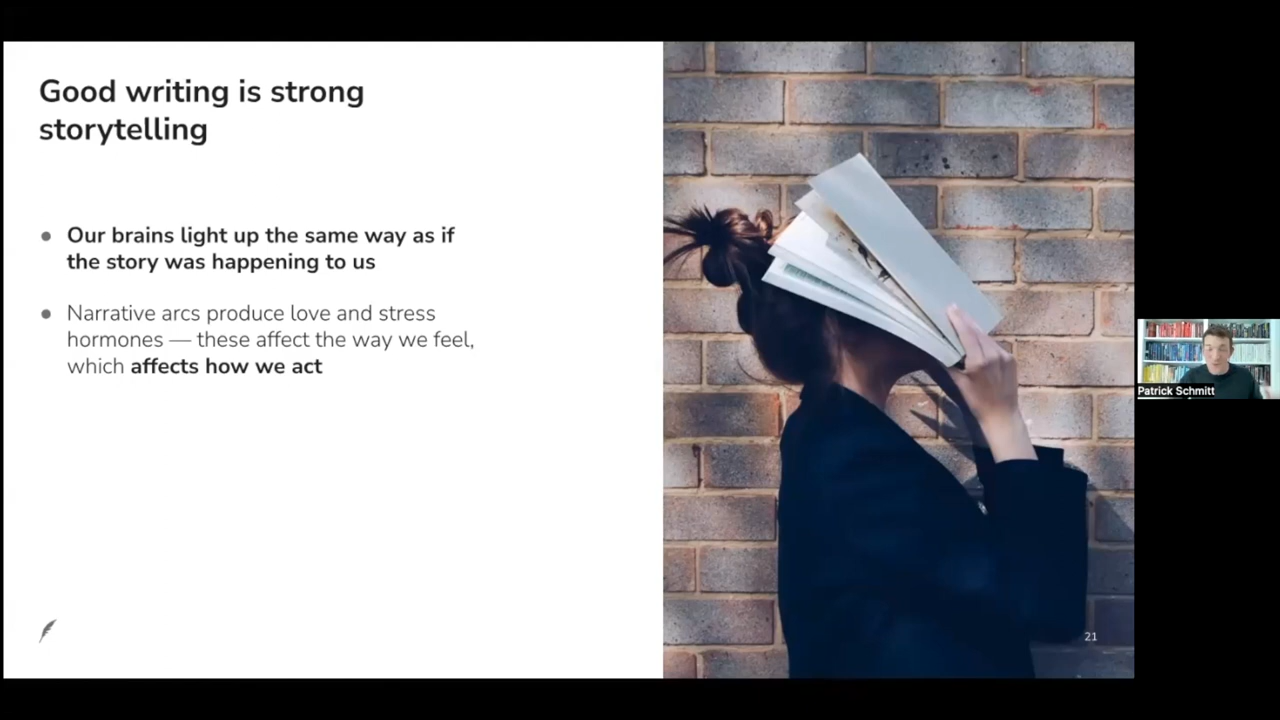 Good writing is strong
storytelling
● Our brains light up the same way as if
the story was happening to us
● Narrative arcs produce love and stress
hormones — these affect the way we feel,
which affects how we act
21
Patrick Schmitt